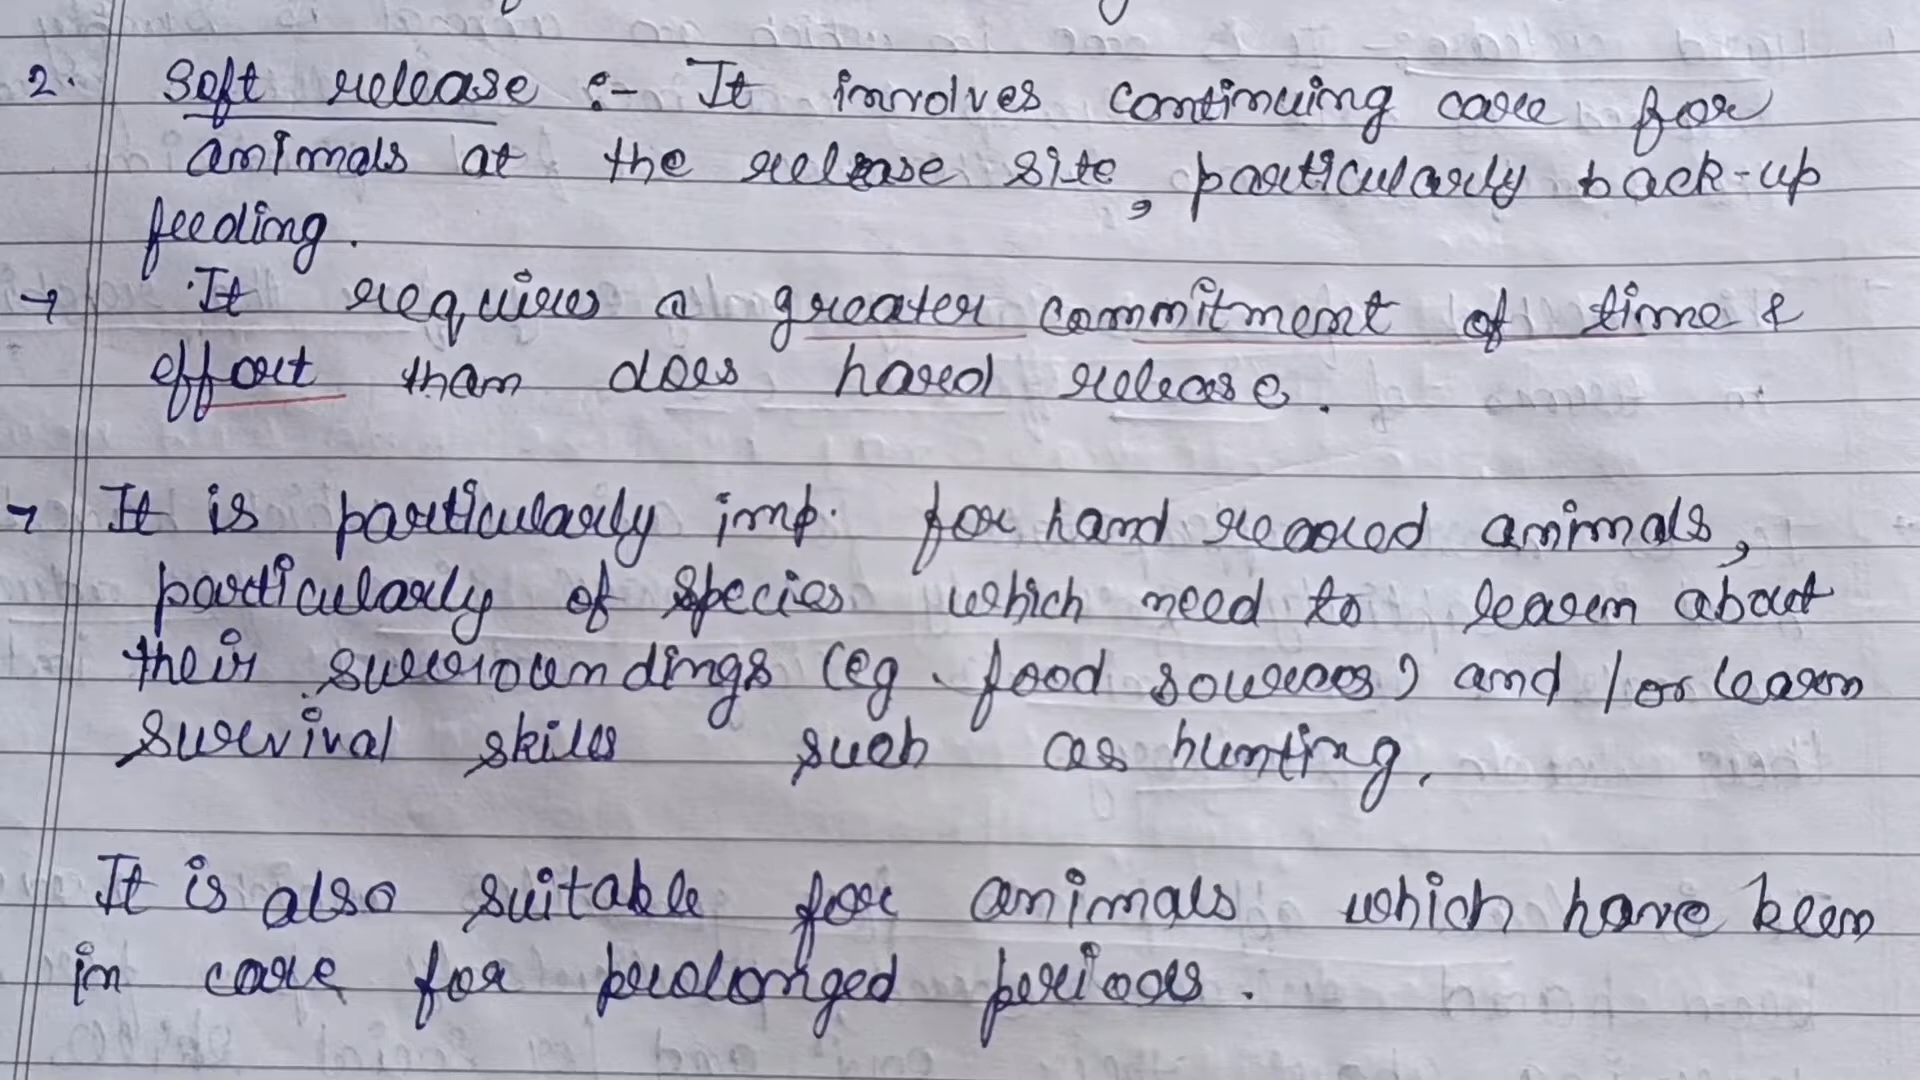 2. Soft release :- It involves continuing care for
animals at the release site, particularly back-up
feeding.
→ It requires a greater commitment of time &
effort than does hard release.
→ It is particularly imp. for hand reared animals,
particularly of species which need to learn about
their surroundings (eg. food sources) and / or learn
survival skills such as hunting.
It is also suitable for animals which have been
in care for prolonged periods.